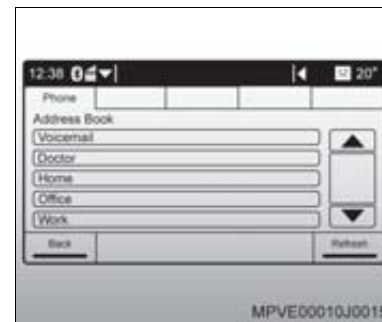 12:38 20°
Phone
Address Book
Voicemail
Doctor
Home
Office
Work
Back Refresh
MPVE00010J0015